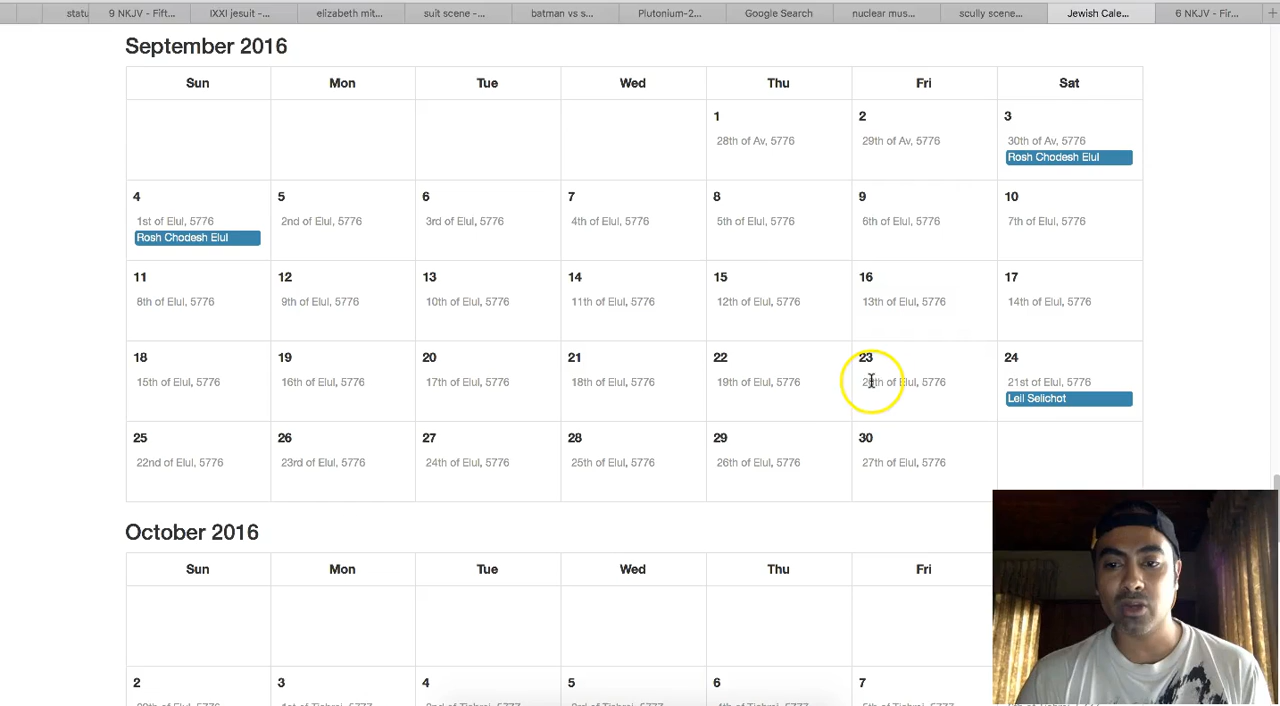 statu 9 NKJV - Fift... IXXI jesuit -... elizabeth mit... suit scene -... batman vs s... Plutonium-2... Google Search nuclear mus... scully scene... Jewish Cale... 6 NKJV - Fir... +
September 2016
Sun Mon Tue Wed Thu Fri Sat
1 2 3
28th of Av, 5776 29th of Av, 5776 30th of Av, 5776
Rosh Chodesh Elul
4 5 6 7 8 9 10
1st of Elul, 5776 2nd of Elul, 5776 3rd of Elul, 5776 4th of Elul, 5776 5th of Elul, 5776 6th of Elul, 5776 7th of Elul, 5776
Rosh Chodesh Elul
11 12 13 14 15 16 17
8th of Elul, 5776 9th of Elul, 5776 10th of Elul, 5776 11th of Elul, 5776 12th of Elul, 5776 13th of Elul, 5776 14th of Elul, 5776
18 19 20 21 22 23 24
15th of Elul, 5776 16th of Elul, 5776 17th of Elul, 5776 18th of Elul, 5776 19th of Elul, 5776 20th of Elul, 5776 21st of Elul, 5776
Leil Selichot
25 26 27 28 29 30
22nd of Elul, 5776 23rd of Elul, 5776 24th of Elul, 5776 25th of Elul, 5776 26th of Elul, 5776 27th of Elul, 5776
October 2016
Sun Mon Tue Wed Thu Fri
2 3 4 5 6 7